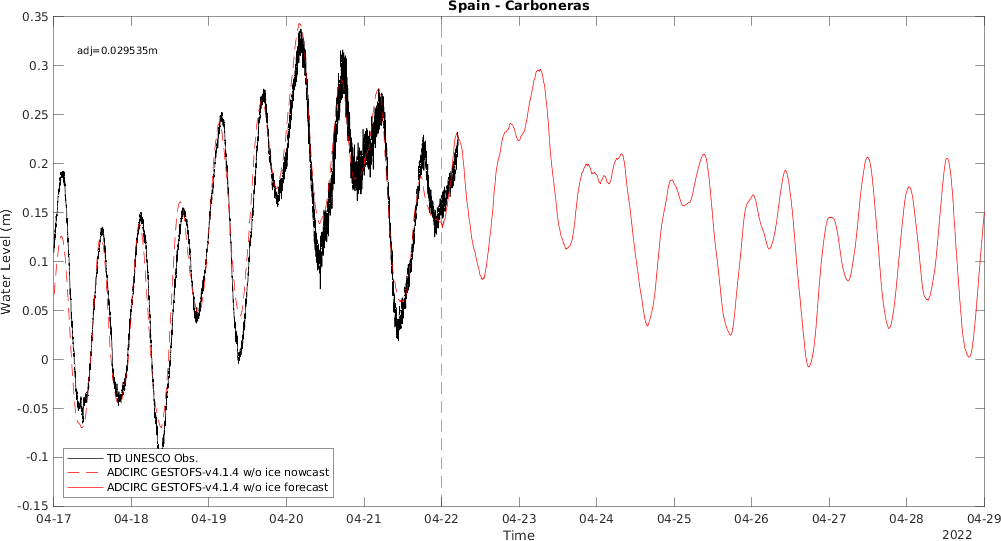 Spain - Carboneras
adj=0.029535m
0.35
0.3
0.25
0.2
0.15
0.1
0.05
0
-0.05
-0.1
-0.15
Water Level (m)
TD UNESCO Obs.
ADCIRC GESTOFS-v4.1.4 w/o ice nowcast
ADCIRC GESTOFS-v4.1.4 w/o ice forecast
04-17 04-18 04-19 04-20 04-21 04-22 04-23 04-24 04-25 04-26 04-27 04-28 04-29
Time
2022